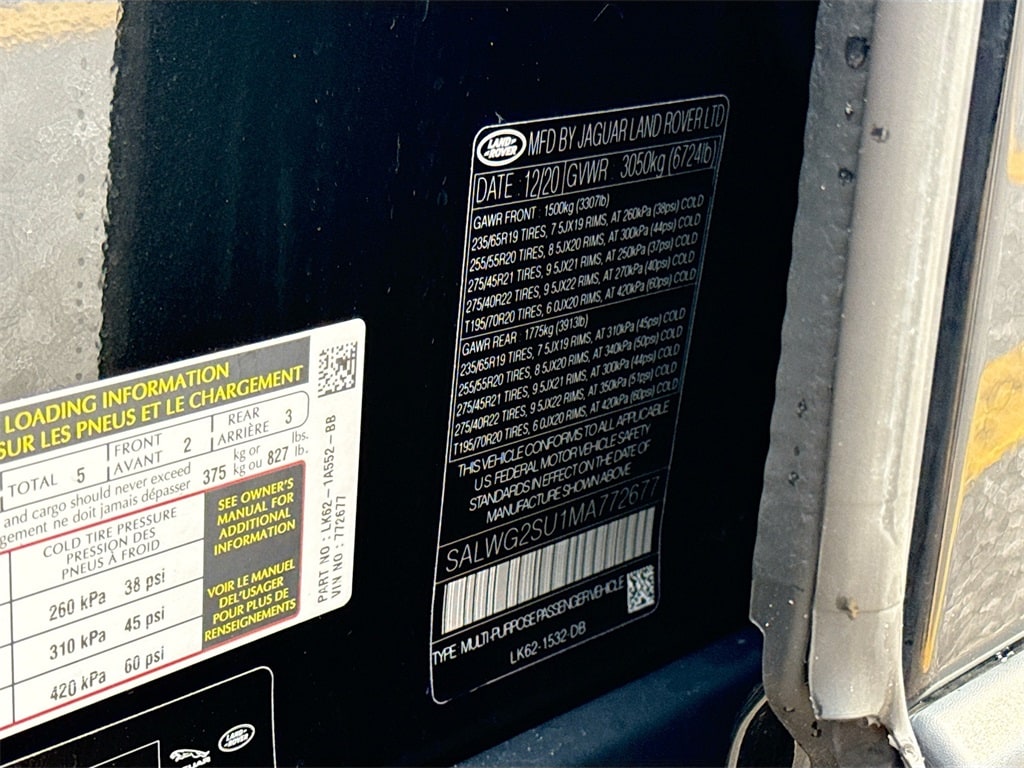 LAND ROVER
MFD BY JAGUAR LAND ROVER LTD
DATE : 12/20 GVWR : 3050kg (6724lb)
GAWR FRONT : 1500kg (3307lb)
235/65R19 TIRES, 7.5JX19 RIMS, AT 260kPa (38psi) COLD
255/55R20 TIRES, 8.5JX20 RIMS, AT 300kPa (44psi) COLD
275/45R21 TIRES, 9.5JX21 RIMS, AT 250kPa (37psi) COLD
275/40R22 TIRES, 9.5JX22 RIMS, AT 270kPa (40psi) COLD
T195/70R20 TIRES, 6.0JX20 RIMS, AT 420kPa (60psi) COLD
GAWR REAR : 1775kg (3913lb)
235/65R19 TIRES, 7.5JX19 RIMS, AT 310kPa (45psi) COLD
255/55R20 TIRES, 8.5JX20 RIMS, AT 340kPa (50psi) COLD
275/45R21 TIRES, 9.5JX21 RIMS, AT 300kPa (44psi) COLD
275/40R22 TIRES, 9.5JX22 RIMS, AT 350kPa (51psi) COLD
T195/70R20 TIRES, 6.0JX20 RIMS, AT 420kPa (60psi) COLD
THIS VEHICLE CONFORMS TO ALL APPLICABLE
US FEDERAL MOTOR VEHICLE SAFETY
STANDARDS IN EFFECT ON THE DATE OF
MANUFACTURE SHOWN ABOVE
SALWG2SU1MA772677
TYPE MULTI-PURPOSE PASSENGER VEHICLE
LK62-1532-DB
LOADING INFORMATION
SUR LES PNEUS ET LE CHARGEMENT
TOTAL 5 FRONT AVANT 2 REAR ARRIÈRE 3
and cargo should never exceed 375 kg or 827 lbs.
gement ne doit jamais dépasser kg ou lb.
COLD TIRE PRESSURE
PRESSION DES
PNEUS À FROID
260 kPa 38 psi
310 kPa 45 psi
420 kPa 60 psi
SEE OWNER'S
MANUAL FOR
ADDITIONAL
INFORMATION
VOIR LE MANUEL
DE L'USAGER
POUR PLUS DE
RENSEIGNEMENTS
PART NO : LK62-1A552-BB
VIN NO : 772677
LAND ROVER